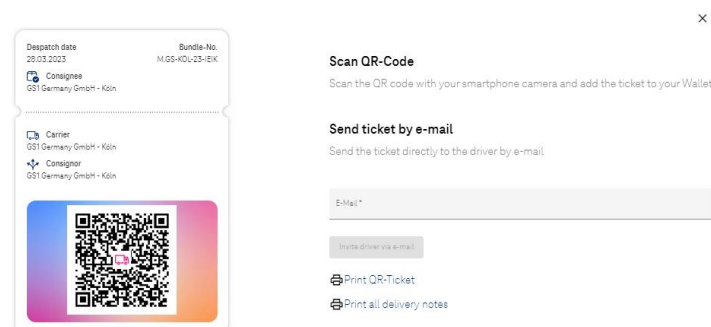 Despatch date Bundle-No.
28.03.2023 M.GS-KÖL-23-IEIK
Consignee
GS1 Germany GmbH - Köln
Carrier
GS1 Germany GmbH - Köln
Consignor
GS1 Germany GmbH - Köln
Scan QR-Code
Scan the QR code with your smartphone camera and add the ticket to your Wallet
Send ticket by e-mail
Send the ticket directly to the driver by e-mail
E-Mail *
Invite driver via e-mail
Print QR-Ticket
Print all delivery notes